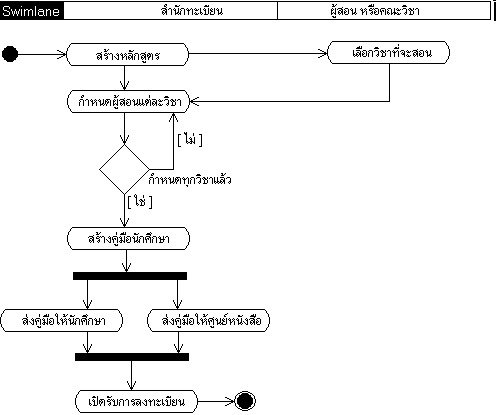 Swimlane สำนักทะเบียน ผู้สอน หรือคณะวิชา
สร้างหลักสูตร เลือกวิชาที่จะสอน
กำหนดผู้สอนแต่ละวิชา
[ ไม่ ]
กำหนดทุกวิชาแล้ว
[ ใช่ ]
สร้างคู่มือนักศึกษา
ส่งคู่มือให้นักศึกษา ส่งคู่มือให้ศูนย์หนังสือ
เปิดรับการลงทะเบียน